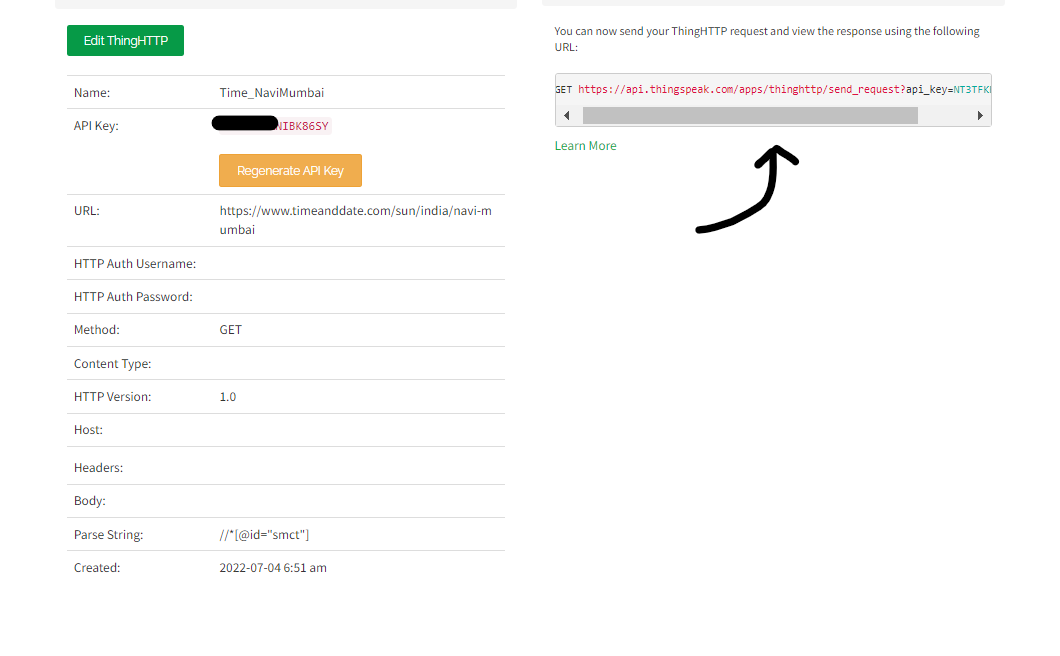 Edit ThingHTTP
Name: Time_NaviMumbai
API Key: NIBK86SY
Regenerate API Key
URL: https://www.timeanddate.com/sun/india/navi-m
umbai
HTTP Auth Username:
HTTP Auth Password:
Method: GET
Content Type:
HTTP Version: 1.0
Host:
Headers:
Body:
Parse String: //*[@id="smct"]
Created: 2022-07-04 6:51 am
You can now send your ThingHTTP request and view the response using the following
URL:
GET https://api.thingspeak.com/apps/thinghttp/send_request?api_key=NT3TFK
Learn More